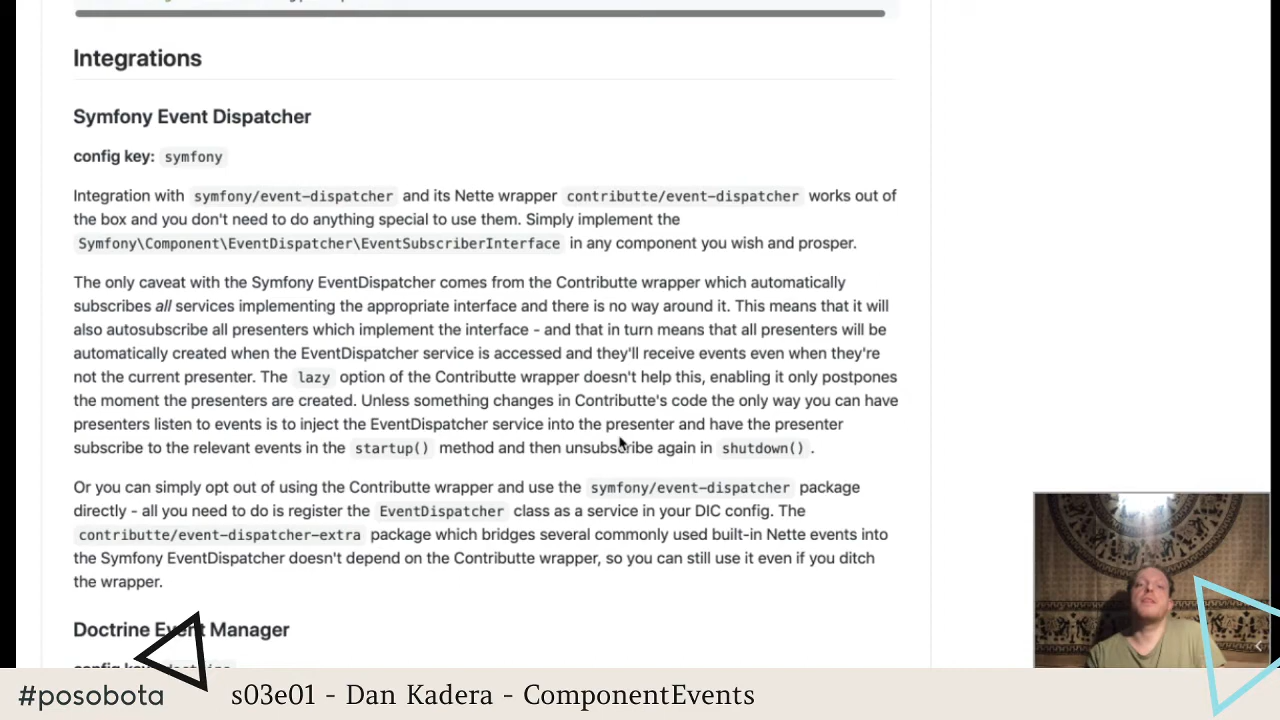 Integrations
Symfony Event Dispatcher
config key: symfony
Integration with symfony/event-dispatcher and its Nette wrapper contributte/event-dispatcher works out of
the box and you don't need to do anything special to use them. Simply implement the
Symfony\Component\EventDispatcher\EventSubscriberInterface in any component you wish and prosper.
The only caveat with the Symfony EventDispatcher comes from the Contributte wrapper which automatically
subscribes all services implementing the appropriate interface and there is no way around it. This means that it will
also autosubscribe all presenters which implement the interface - and that in turn means that all presenters will be
automatically created when the EventDispatcher service is accessed and they'll receive events even when they're
not the current presenter. The lazy option of the Contributte wrapper doesn't help this, enabling it only postpones
the moment the presenters are created. Unless something changes in Contributte's code the only way you can have
presenters listen to events is to inject the EventDispatcher service into the presenter and have the presenter
subscribe to the relevant events in the startup() method and then unsubscribe again in shutdown().
Or you can simply opt out of using the Contributte wrapper and use the symfony/event-dispatcher package
directly - all you need to do is register the EventDispatcher class as a service in your DIC config. The
contributte/event-dispatcher-extra package which bridges several commonly used built-in Nette events into
the Symfony EventDispatcher doesn't depend on the Contributte wrapper, so you can still use it even if you ditch
the wrapper.
Doctrine Event Manager
#posobota s03e01 - Dan Kadera - ComponentEvents